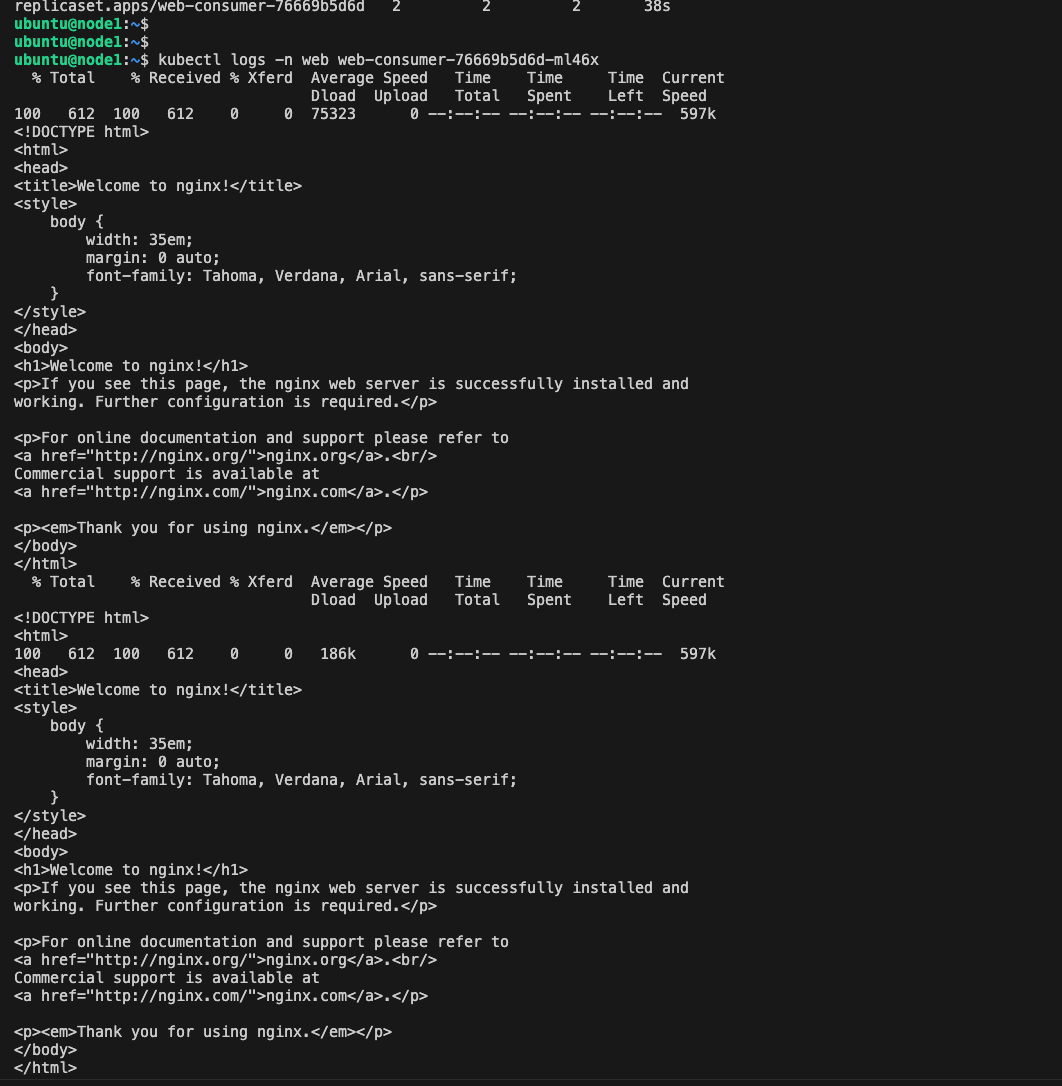 replicaset.apps/web-consumer-76669b5d6d   2         2         2       38s
ubuntu@node1:~$
ubuntu@node1:~$
ubuntu@node1:~$ kubectl logs -n web web-consumer-76669b5d6d-ml46x
  % Total    % Received % Xferd  Average Speed   Time    Time     Time  Current
                                 Dload  Upload   Total   Spent    Left  Speed
100   612  100   612    0     0  75323      0 --:--:-- --:--:-- --:--:--  597k
<!DOCTYPE html>
<html>
<head>
<title>Welcome to nginx!</title>
<style>
    body {
        width: 35em;
        margin: 0 auto;
        font-family: Tahoma, Verdana, Arial, sans-serif;
    }
</style>
</head>
<body>
<h1>Welcome to nginx!</h1>
<p>If you see this page, the nginx web server is successfully installed and
working. Further configuration is required.</p>

<p>For online documentation and support please refer to
<a href="http://nginx.org/">nginx.org</a>.<br/>
Commercial support is available at
<a href="http://nginx.com/">nginx.com</a>.</p>

<p><em>Thank you for using nginx.</em></p>
</body>
</html>
  % Total    % Received % Xferd  Average Speed   Time    Time     Time  Current
                                 Dload  Upload   Total   Spent    Left  Speed
<!DOCTYPE html>
<html>
100   612  100   612    0     0   186k      0 --:--:-- --:--:-- --:--:--  597k
<head>
<title>Welcome to nginx!</title>
<style>
    body {
        width: 35em;
        margin: 0 auto;
        font-family: Tahoma, Verdana, Arial, sans-serif;
    }
</style>
</head>
<body>
<h1>Welcome to nginx!</h1>
<p>If you see this page, the nginx web server is successfully installed and
working. Further configuration is required.</p>

<p>For online documentation and support please refer to
<a href="http://nginx.org/">nginx.org</a>.<br/>
Commercial support is available at
<a href="http://nginx.com/">nginx.com</a>.</p>

<p><em>Thank you for using nginx.</em></p>
</body>
</html>